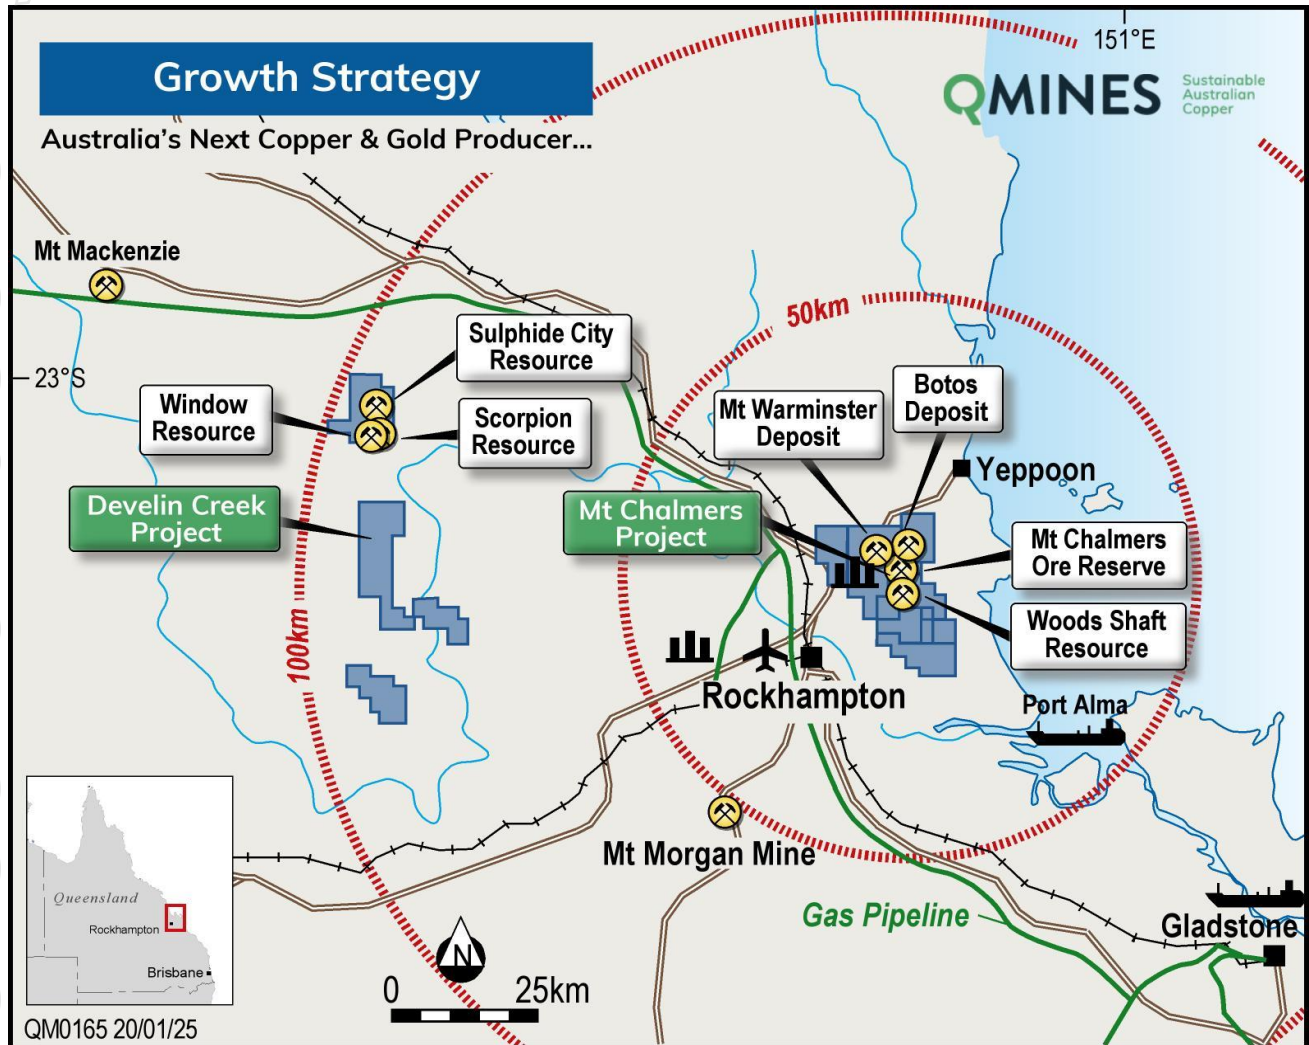 Growth Strategy
Australia's Next Copper & Gold Producer...
151°E
QMINES
Sustainable
Australian
Copper
Mt Mackenzie
50km
23°S
Sulphide City
Resource
Window
Resource
Scorpion
Resource
Mt Warminster
Deposit
Botos
Deposit
Yeppoon
Develin Creek
Project
Mt Chalmers
Project
Mt Chalmers
Ore Reserve
Woods Shaft
Resource
100km
Rockhampton
Port Alma
Mt Morgan Mine
Gas Pipeline
Gladstone
Queensland
Rockhampton
Brisbane
N
0 25km
QM0165 20/01/25